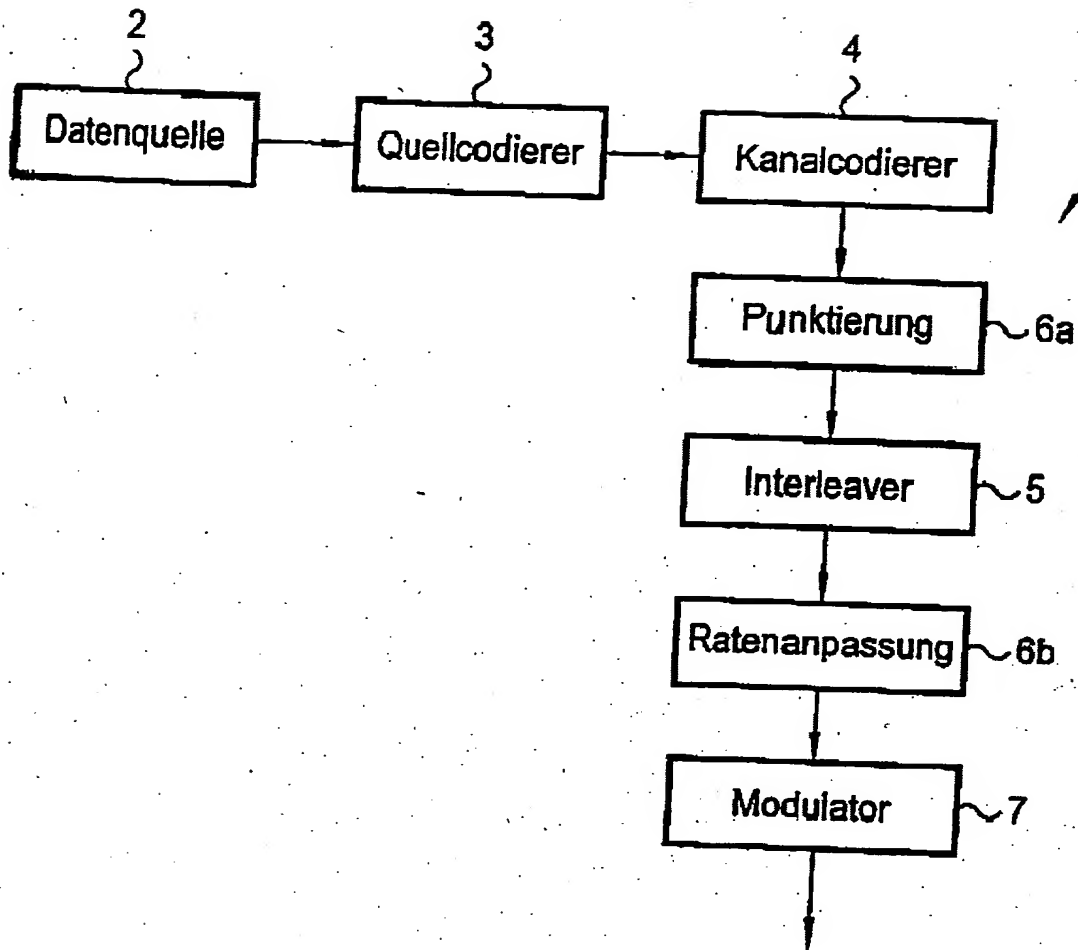 2
3
4
Datenquelle
Quellcodierer
Kanalcodierer
Punktierung
6a
Interleaver
5
Ratenanpassung
6b
Modulator
7